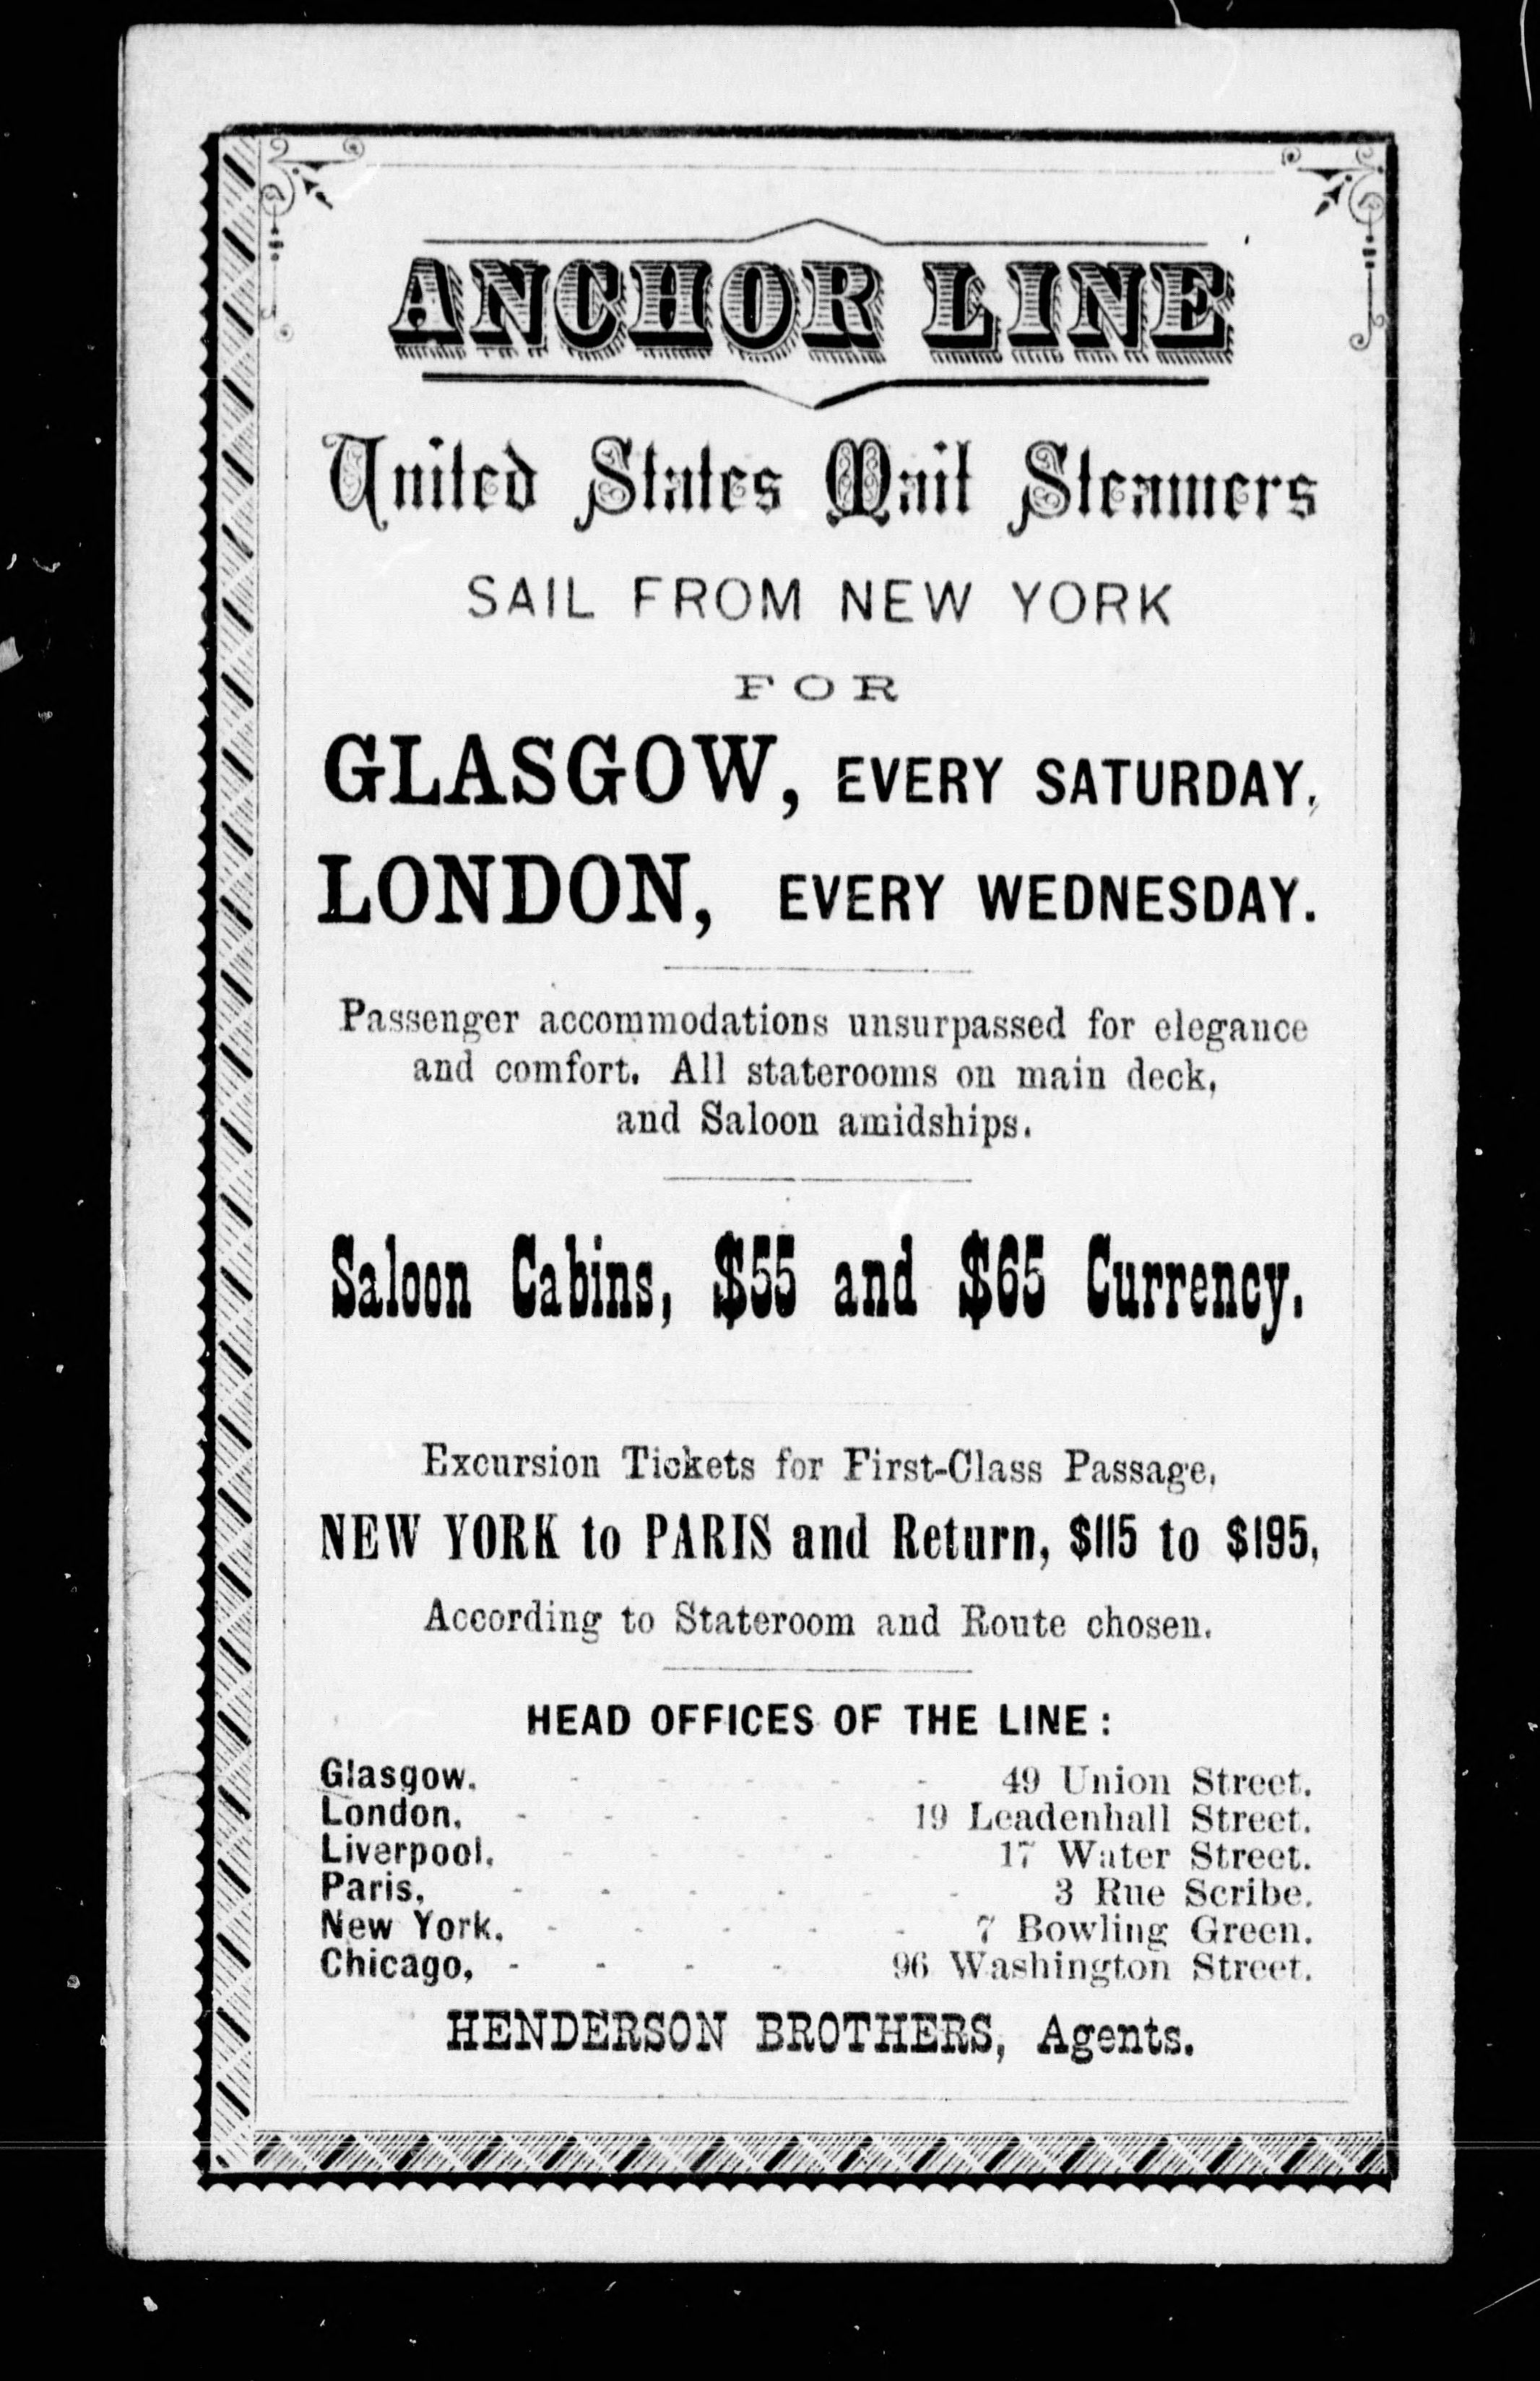 ANCHOR LINE
United States Mail Steamers
SAIL FROM NEW YORK
FOR
GLASGOW, EVERY SATURDAY.
LONDON, EVERY WEDNESDAY.
Passenger accommodations unsurpassed for elegance
and comfort. All staterooms on main deck,
and Saloon amidships.
Saloon Cabins, $55 and $65 Currency.
Excursion Tickets for First-Class Passage,
NEW YORK to PARIS and Return, $115 to $195,
According to Stateroom and Route chosen.
HEAD OFFICES OF THE LINE:
Glasgow, - - - - - 49 Union Street.
London, - - - - - 19 Leadenhall Street.
Liverpool, - - - - - 17 Water Street.
Paris, - - - - - - 3 Rue Scribe.
New York, - - - - - 7 Bowling Green.
Chicago, - - - - 96 Washington Street.
HENDERSON BROTHERS, Agents.